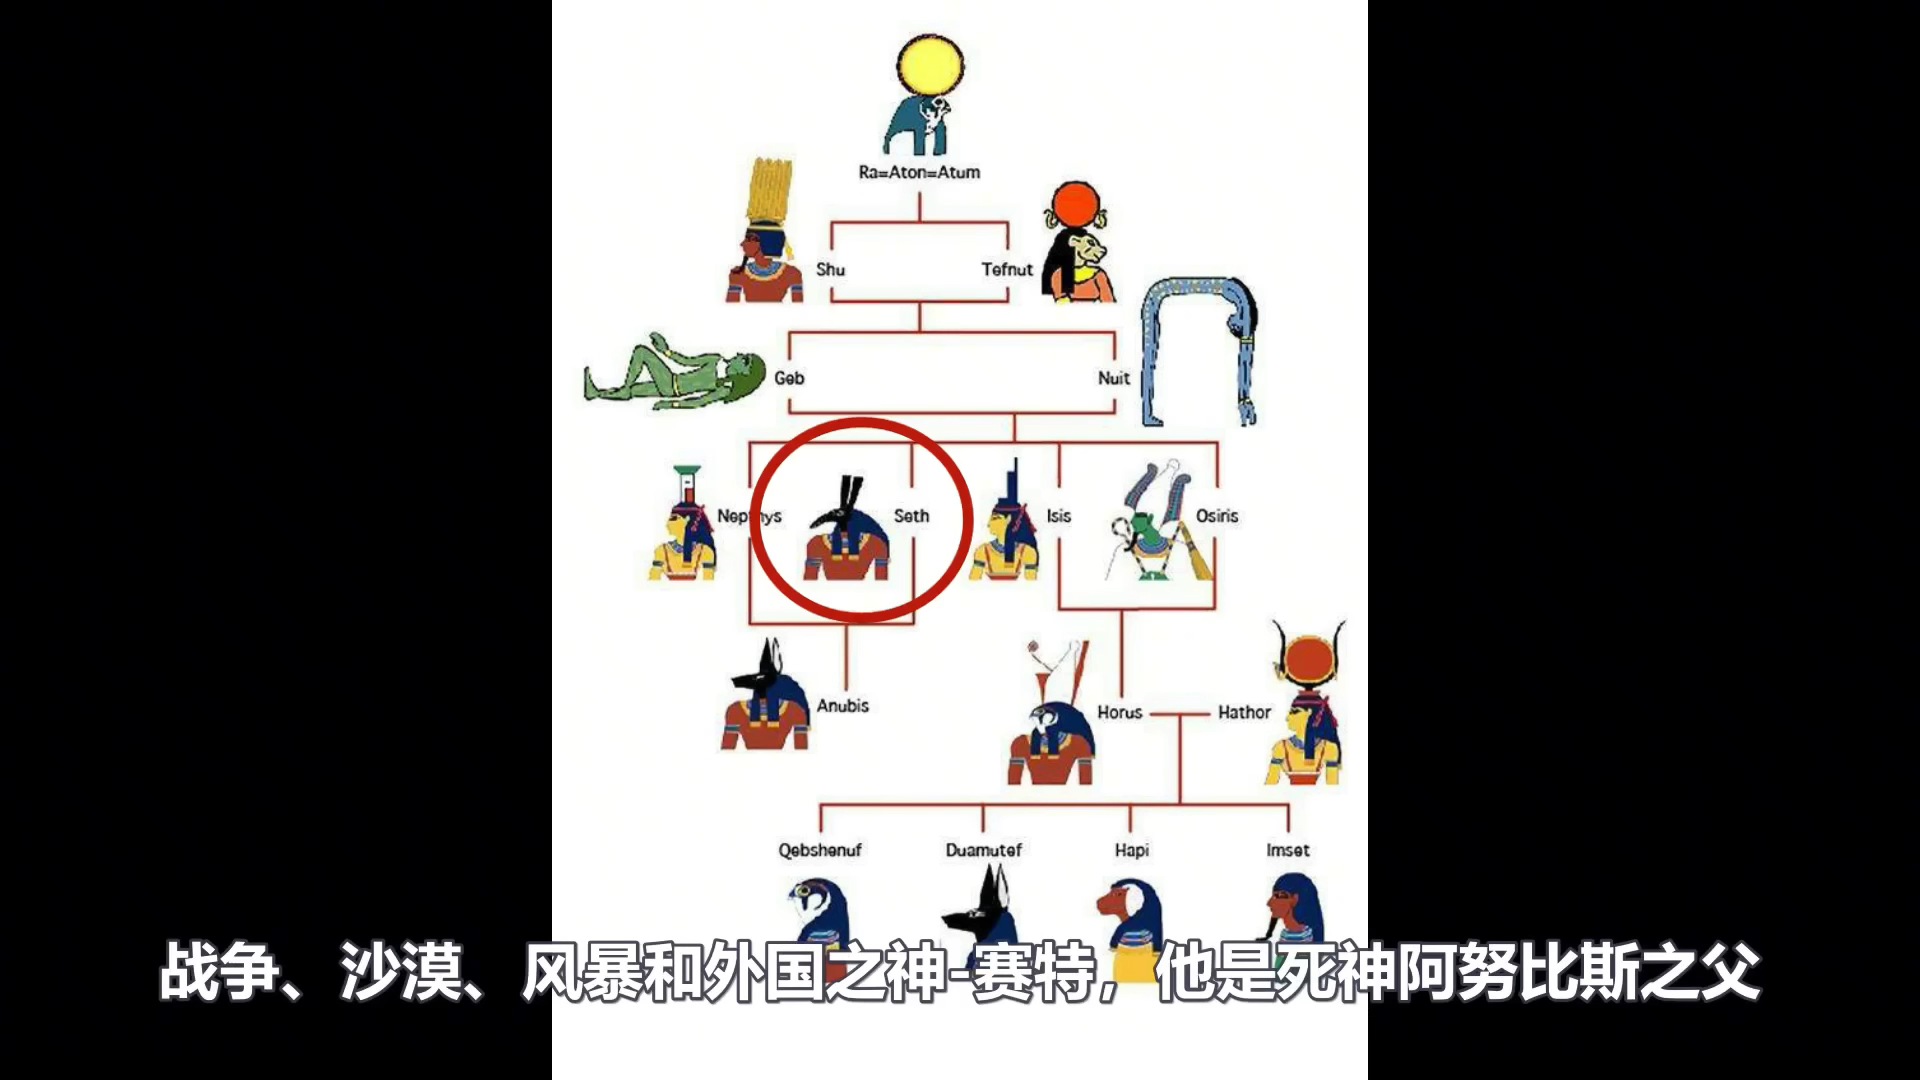 Ra=Aton=Atum
Shu
Tefnut
Geb
Nuit
Nepthys
Seth
Isis
Osiris
Anubis
Horus
Hathor
Qebshenuf
Duamutef
Hapi
Imset
战争、沙漠、风暴和外国之神-赛特，他是死神阿努比斯之父